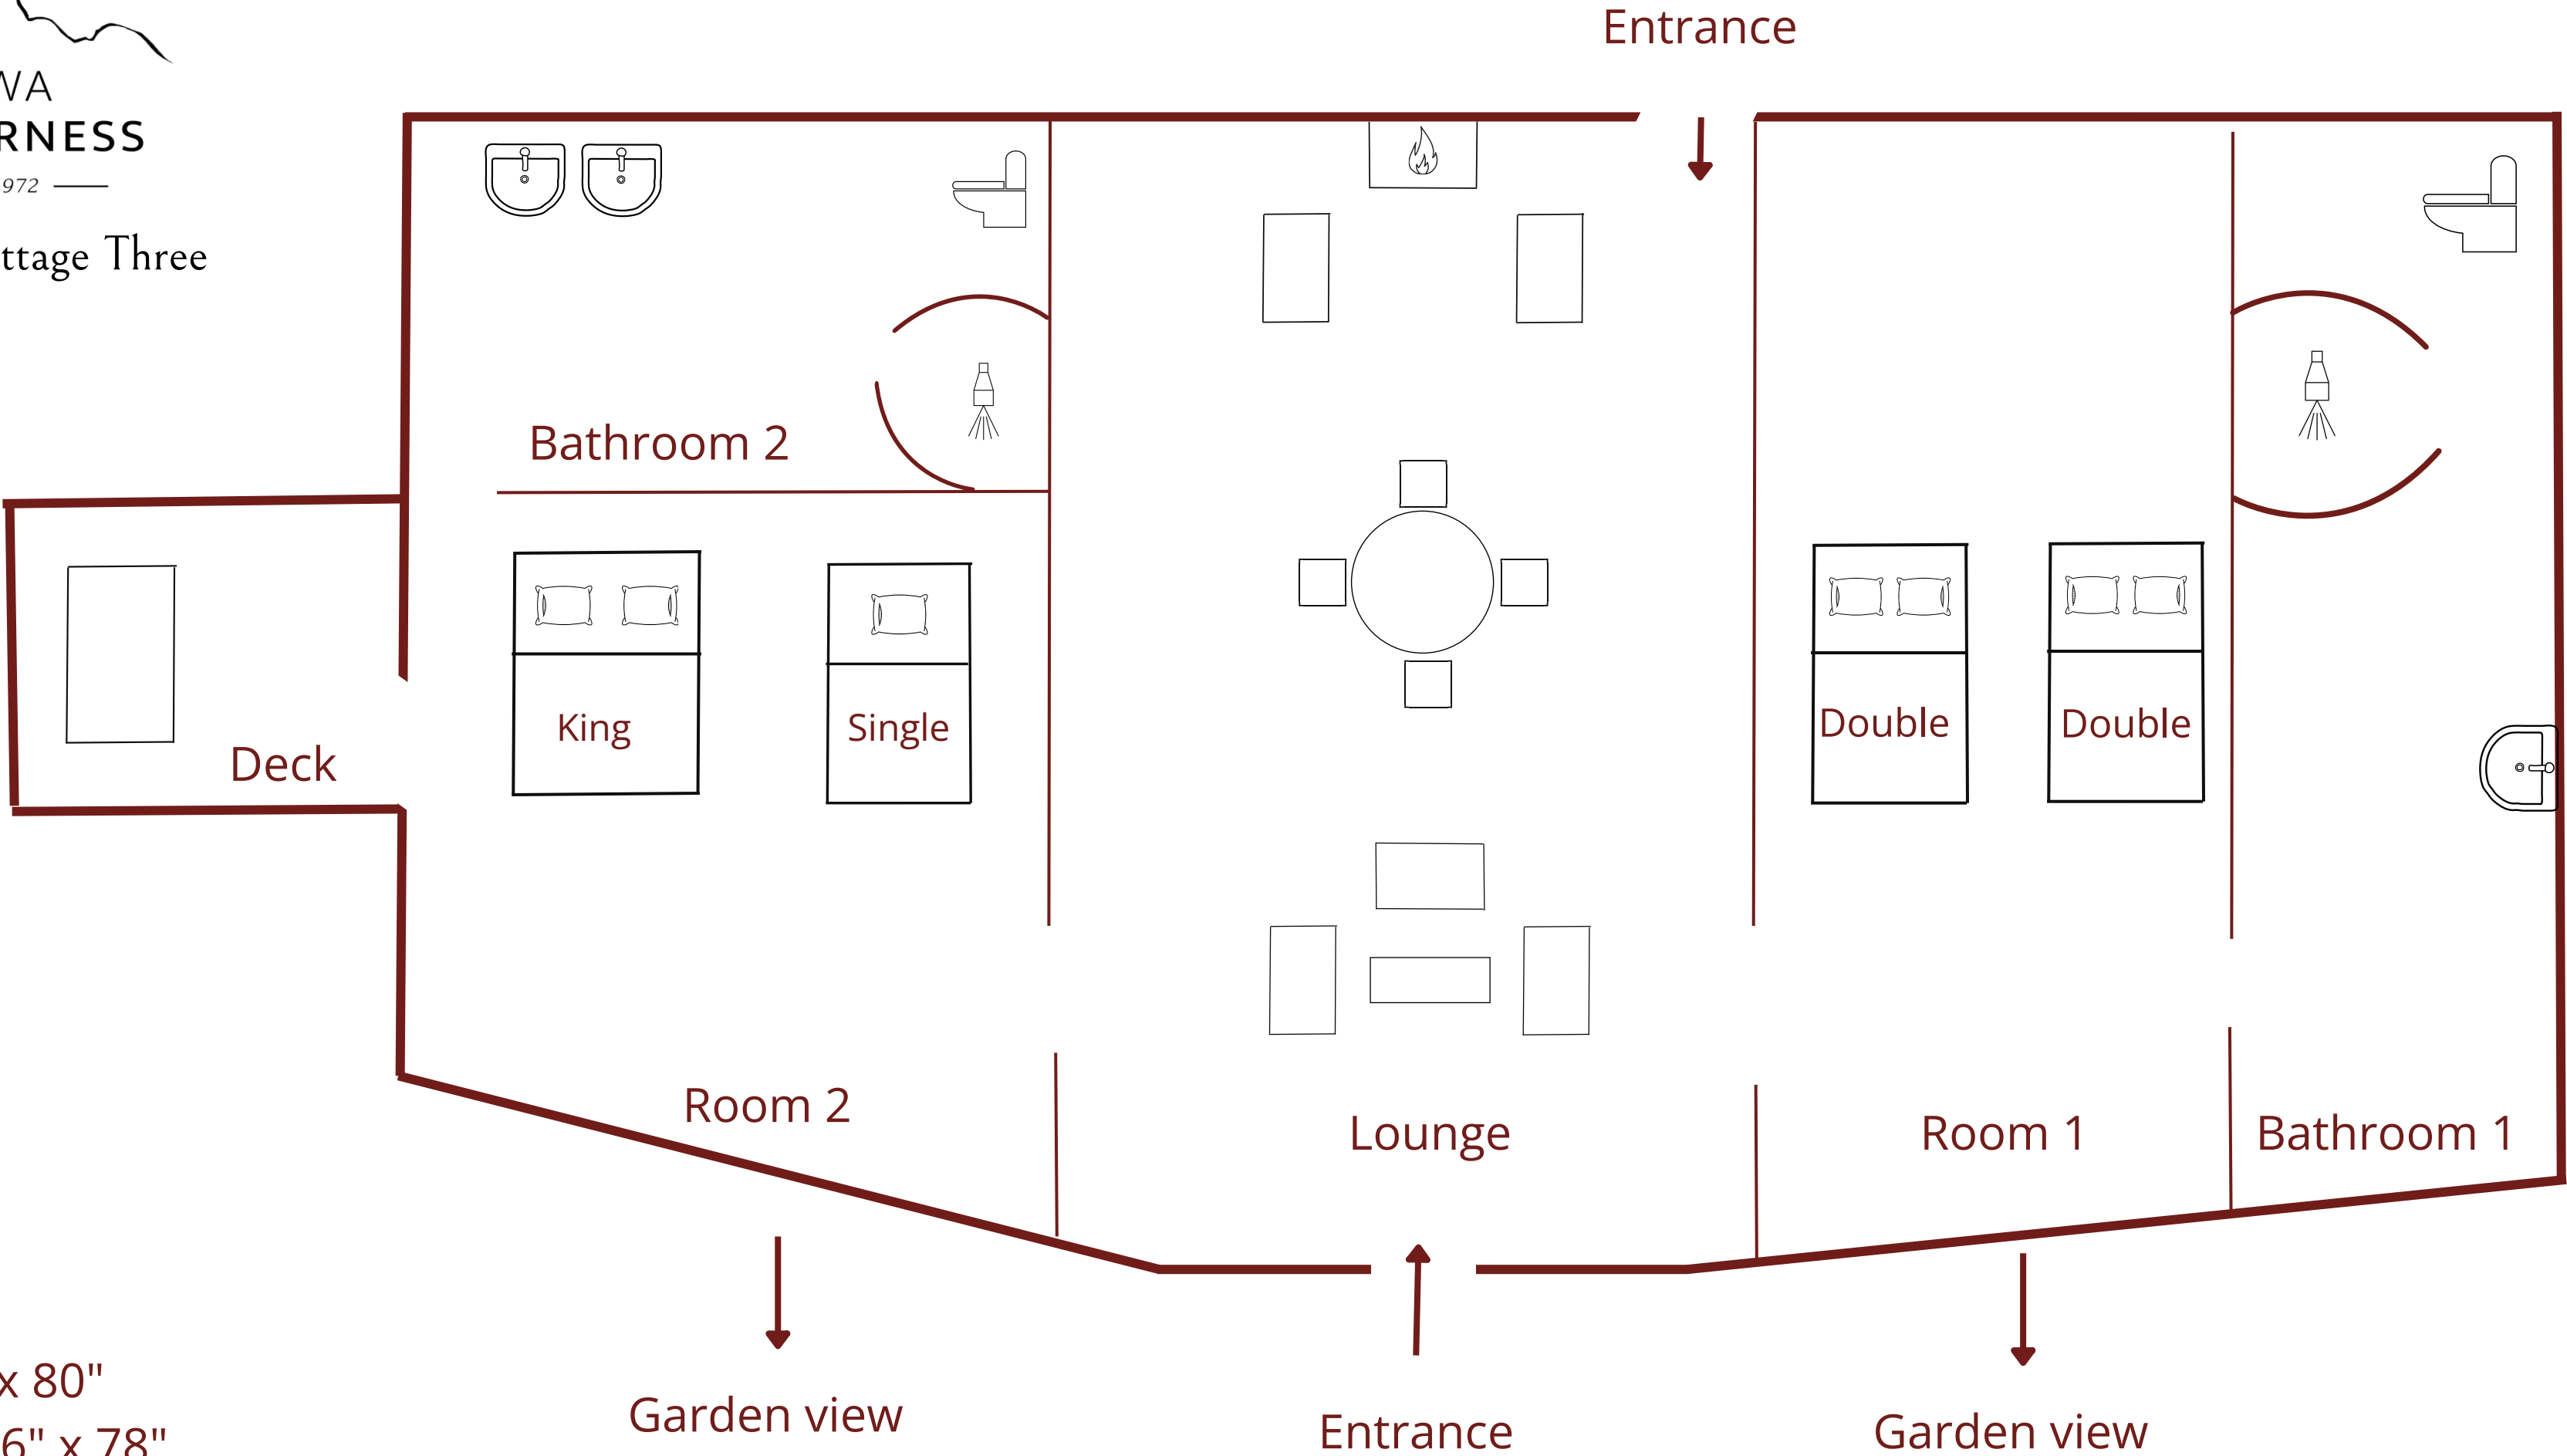 Entrance
WA
RNESS
972
ttage Three
Bathroom 2
Deck
King
Single
Double
Double
Room 2
Lounge
Room 1
Bathroom 1
x 80"
6" x 78"
Garden view
Entrance
Garden view